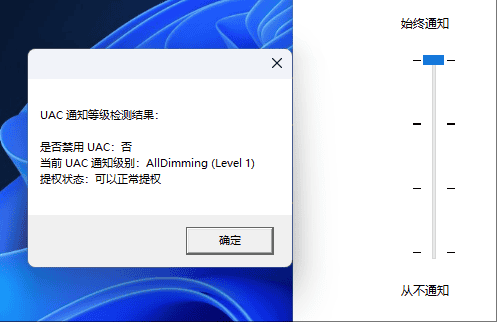 UAC 通知等级检测结果：
是否禁用 UAC：否
当前 UAC 通知级别：AllDimming (Level 1)
提权状态：可以正常提权
确定
始终通知
从不通知